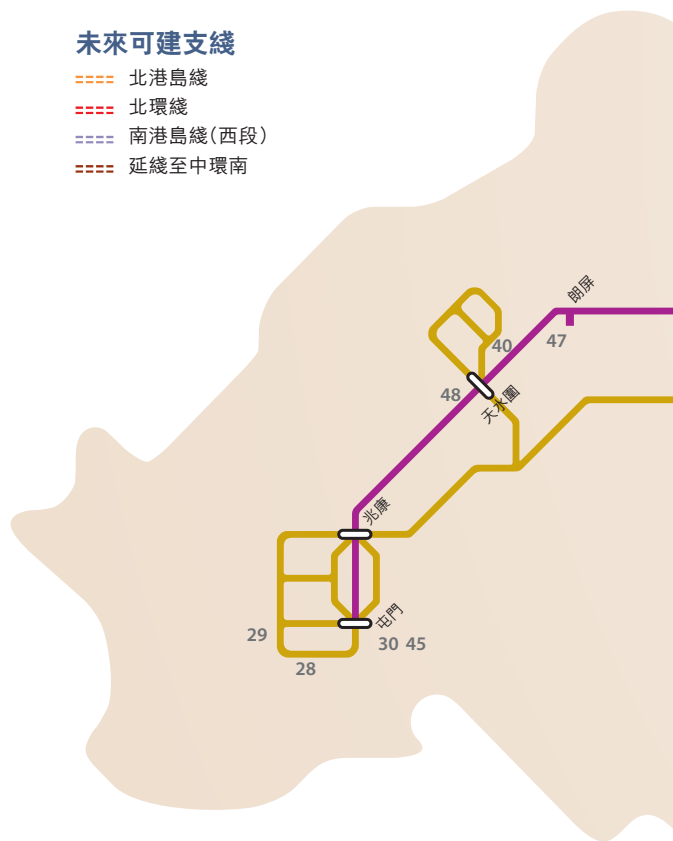 未來可建支綫
北港島綫
北環綫
南港島綫(西段)
延綫至中環南
朗屏
47
40
48
天水圍
兆康
屯門
29
30 45
28